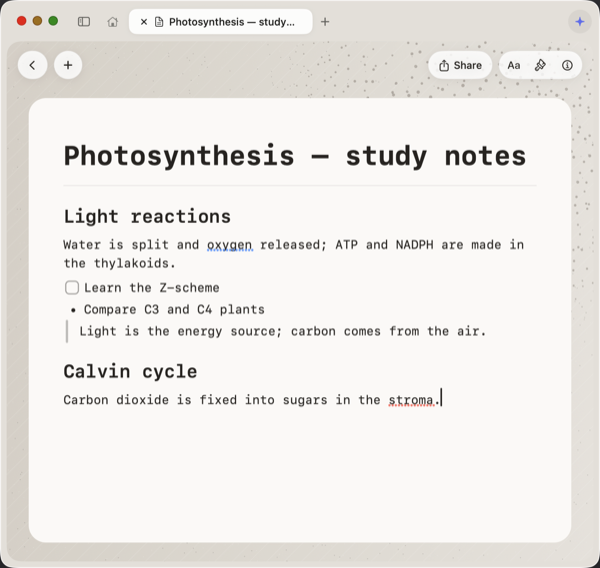 Photosynthesis — study...
Share
Aa
Photosynthesis — study notes
Light reactions
Water is split and oxygen released; ATP and NADPH are made in
the thylakoids.
Learn the Z-scheme
• Compare C3 and C4 plants
Light is the energy source; carbon comes from the air.
Calvin cycle
Carbon dioxide is fixed into sugars in the stroma.